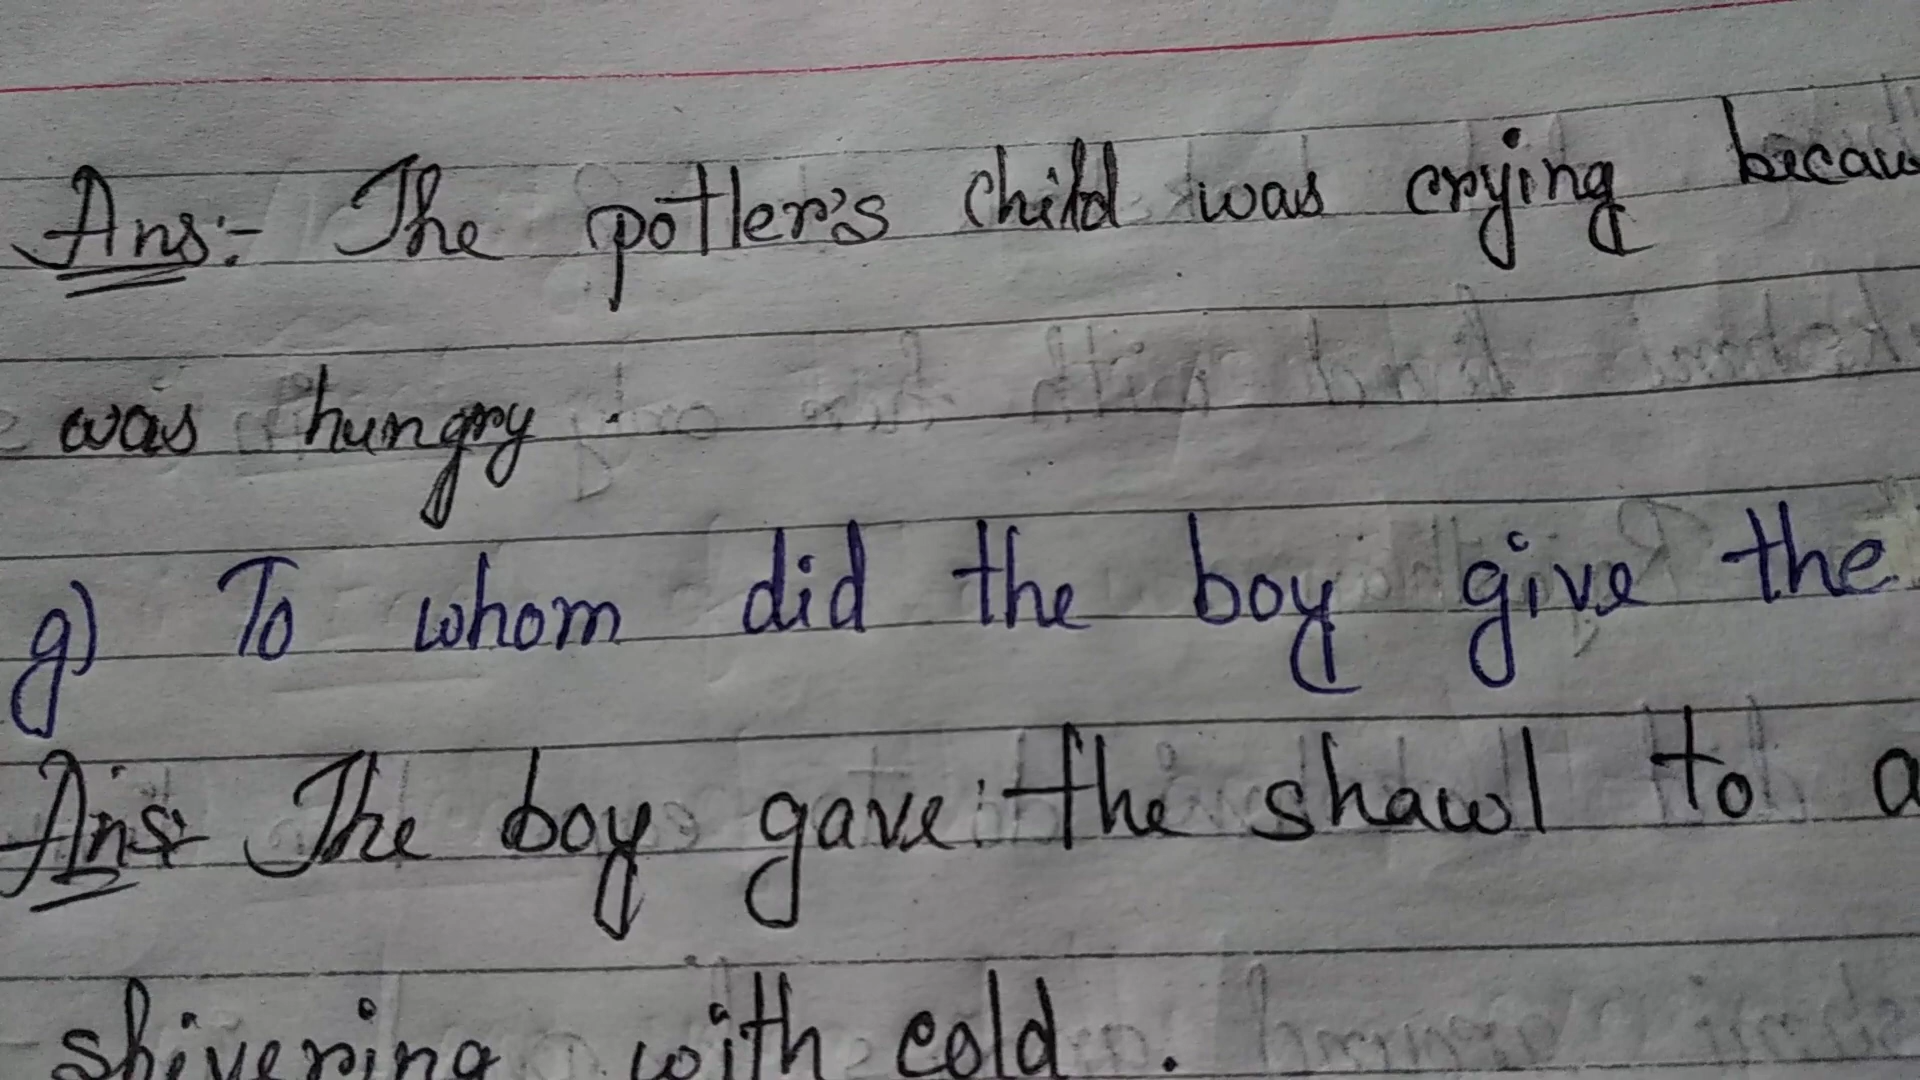 Ans:- The potler's child was crying becau
was hungry.
g) To whom did the boy give the
Ans:- The boy gave the shawl to a
shivering with cold.